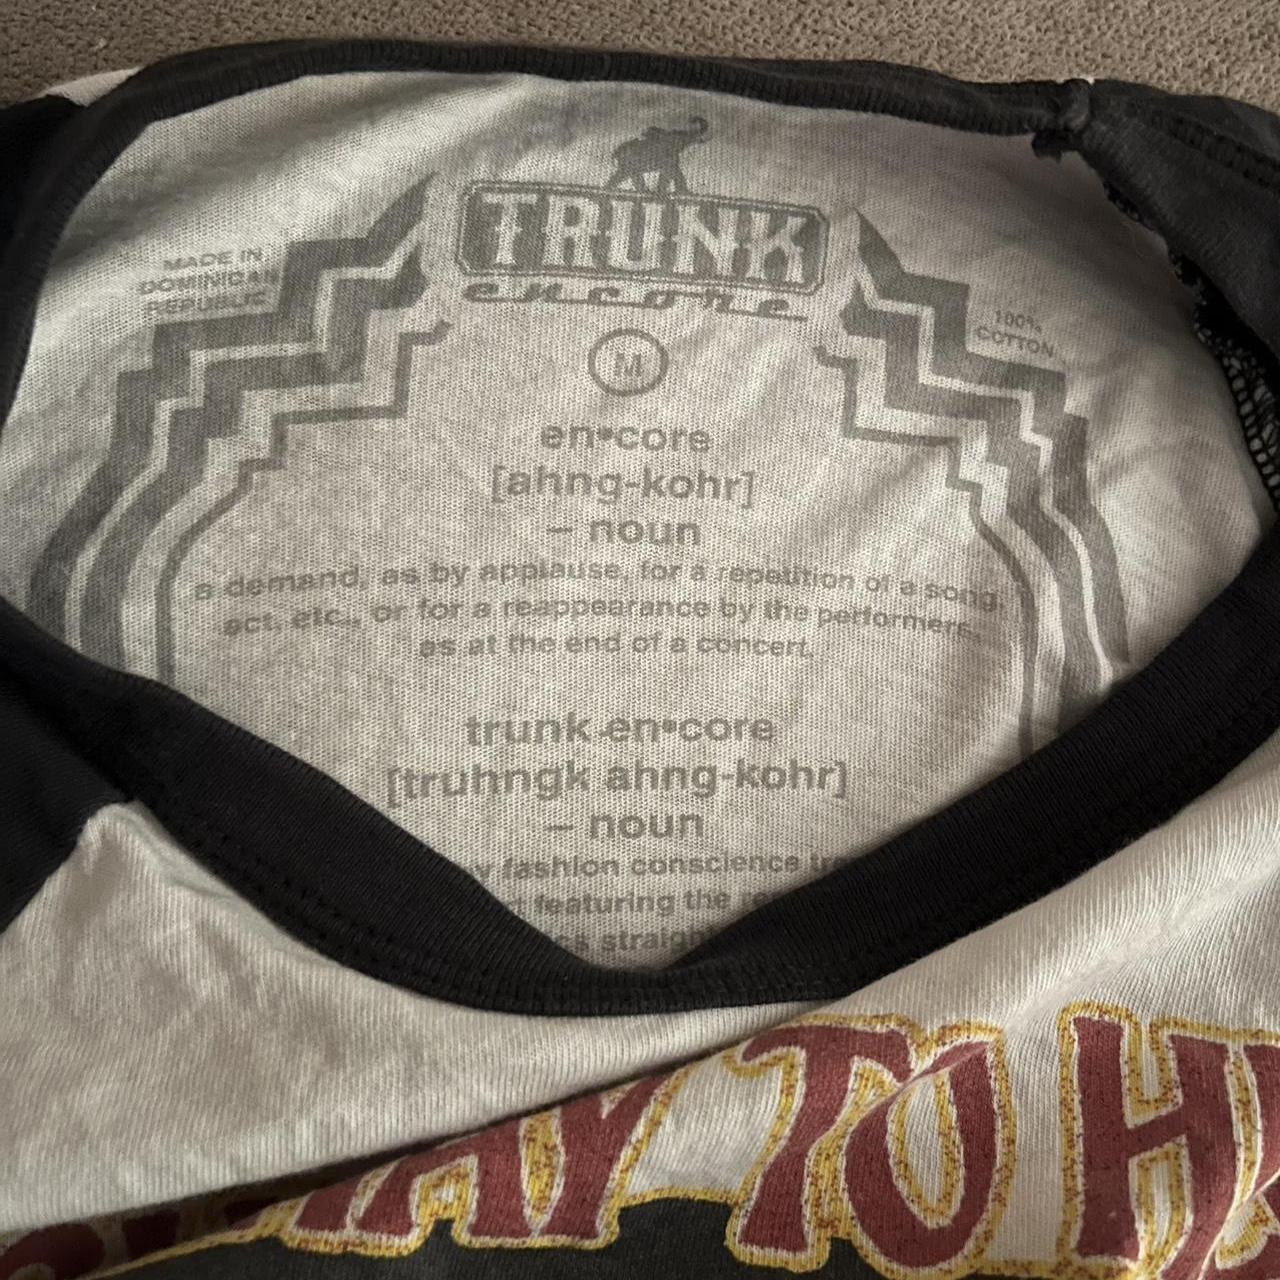 TRUNK
encore
MADE IN
DOMINICAN
REPUBLIC
100%
COTTON
M
en•core
[ahng-kohr]
– noun
a demand, as by applause, for a repetition of a song,
act, etc., or for a reappearance by the performers,
as at the end of a concert.
trunk en•core
[truhngk ahng-kohr]
– noun
fashion conscience
featuring the
WAY TO H